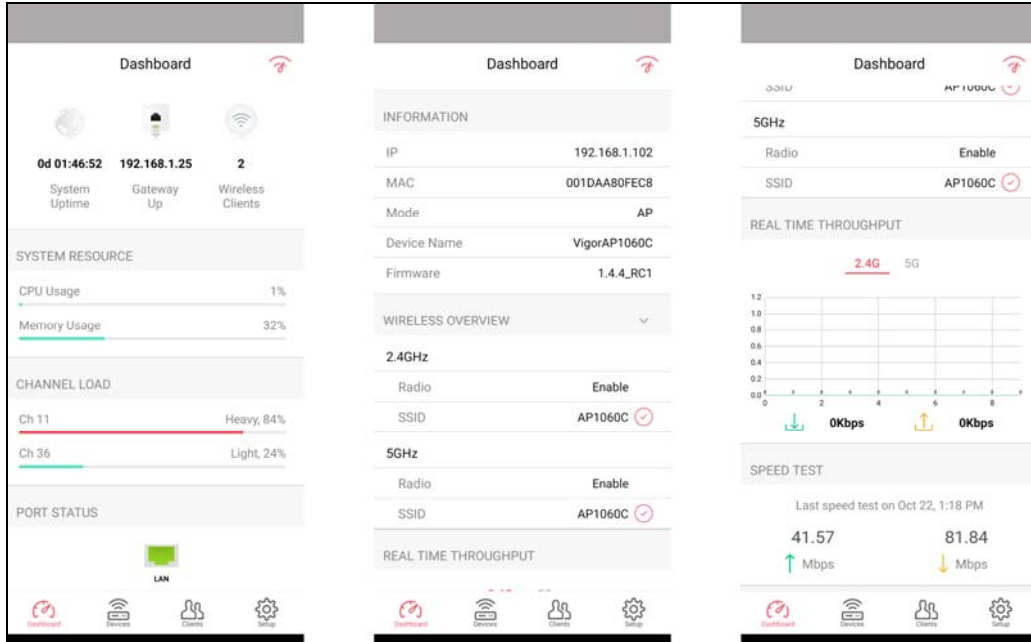 Dashboard
0d 01:46:52 192.168.1.25 2
System Gateway Wireless
Uptime Up Clients
SYSTEM RESOURCE
CPU Usage 1%
Memory Usage 32%
CHANNEL LOAD
Ch 11 Heavy, 84%
Ch 36 Light, 24%
PORT STATUS
LAN
Dashboard Devices Clients Setup
Dashboard
INFORMATION
IP 192.168.1.102
MAC 001DAA80FEC8
Mode AP
Device Name VigorAP1060C
Firmware 1.4.4_RC1
WIRELESS OVERVIEW
2.4GHz
Radio Enable
SSID AP1060C
5GHz
Radio Enable
SSID AP1060C
REAL TIME THROUGHPUT
Dashboard Devices Clients Setup
Dashboard
SSID AP1060C
5GHz
Radio Enable
SSID AP1060C
REAL TIME THROUGHPUT
2.4G 5G
1.2
1.0
0.8
0.6
0.4
0.2
0.0
0 2 4 6 8
0Kbps 0Kbps
SPEED TEST
Last speed test on Oct 22, 1:18 PM
41.57 81.84
Mbps Mbps
Dashboard Devices Clients Setup